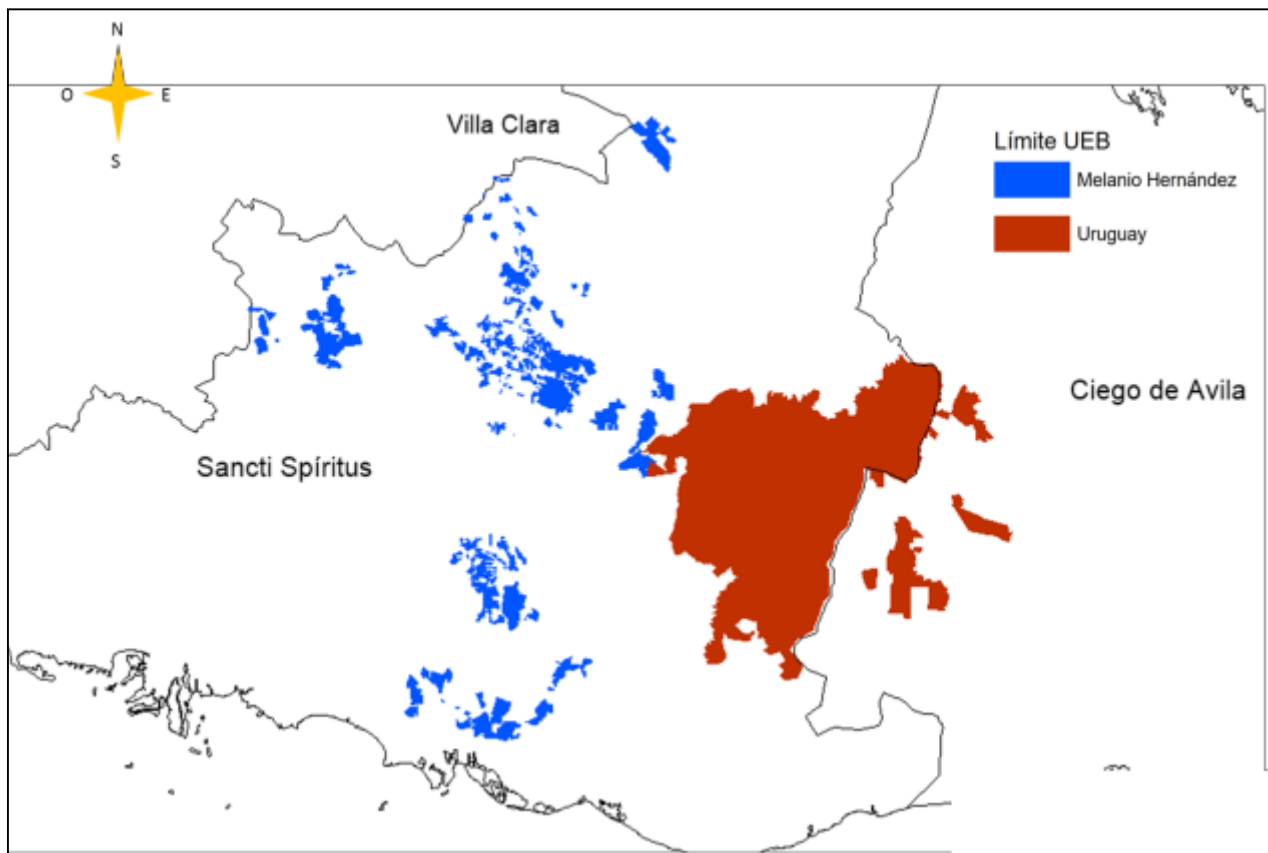 N
O
E
S
Villa Clara
Límite UEB
Melanio Hernández
Uruguay
Ciego de Avila
Sancti Spíritus